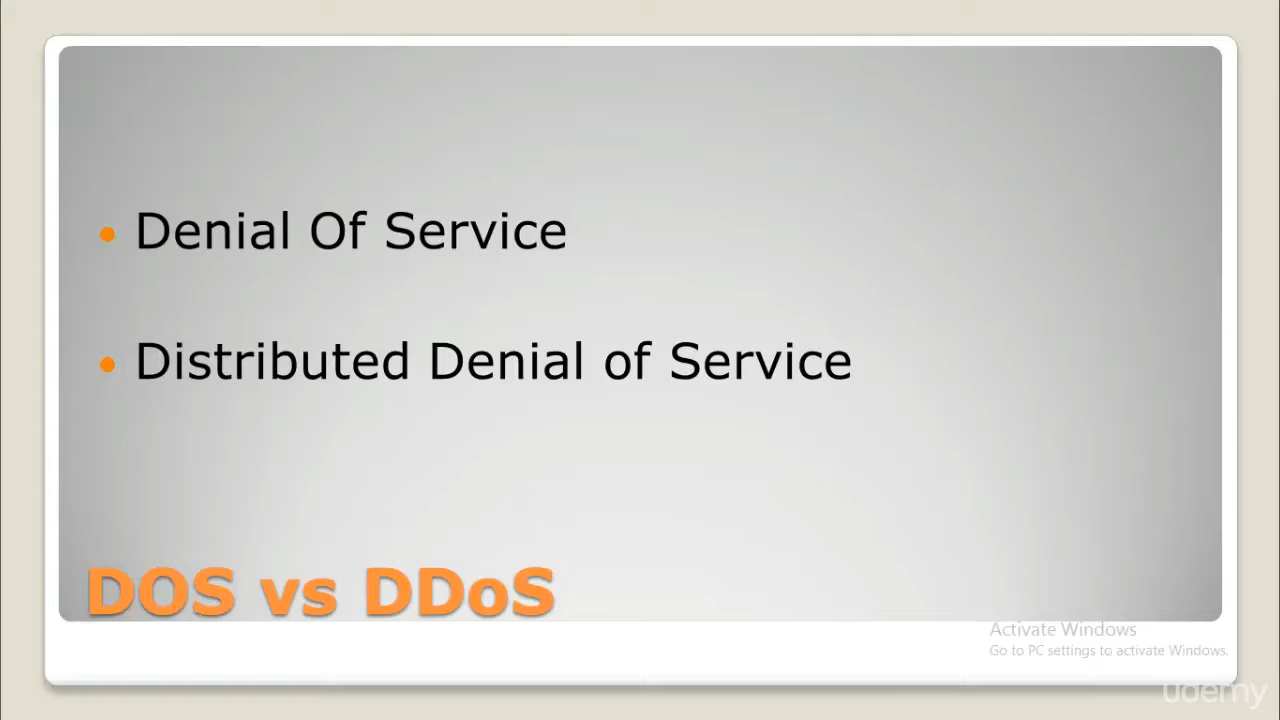 Denial Of Service
Distributed Denial of Service
DOS vs DDoS
Activate Windows
Go to PC settings to activate Windows.
udemy